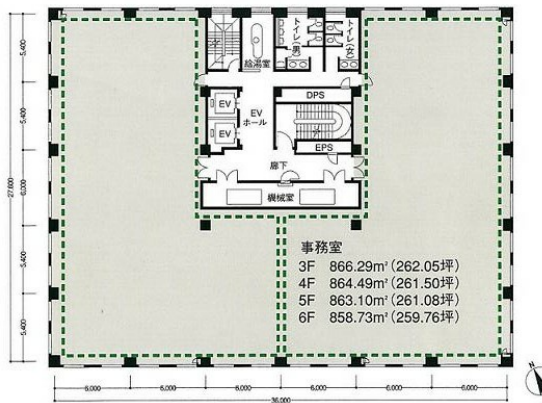 トイレ(男)
トイレ(女)
給湯室
DPS
EV
EV
ホール
EV
EPS
廊下
機械室
事務室
3F 866.29m²(262.05坪)
4F 864.49m²(261.50坪)
5F 863.10m²(261.08坪)
6F 858.73m²(259.76坪)
5.400
5.400
6.000
5.400
5.400
27.600
6.000
6.000
6.000
6.000
6.000
6.000
36.000
N